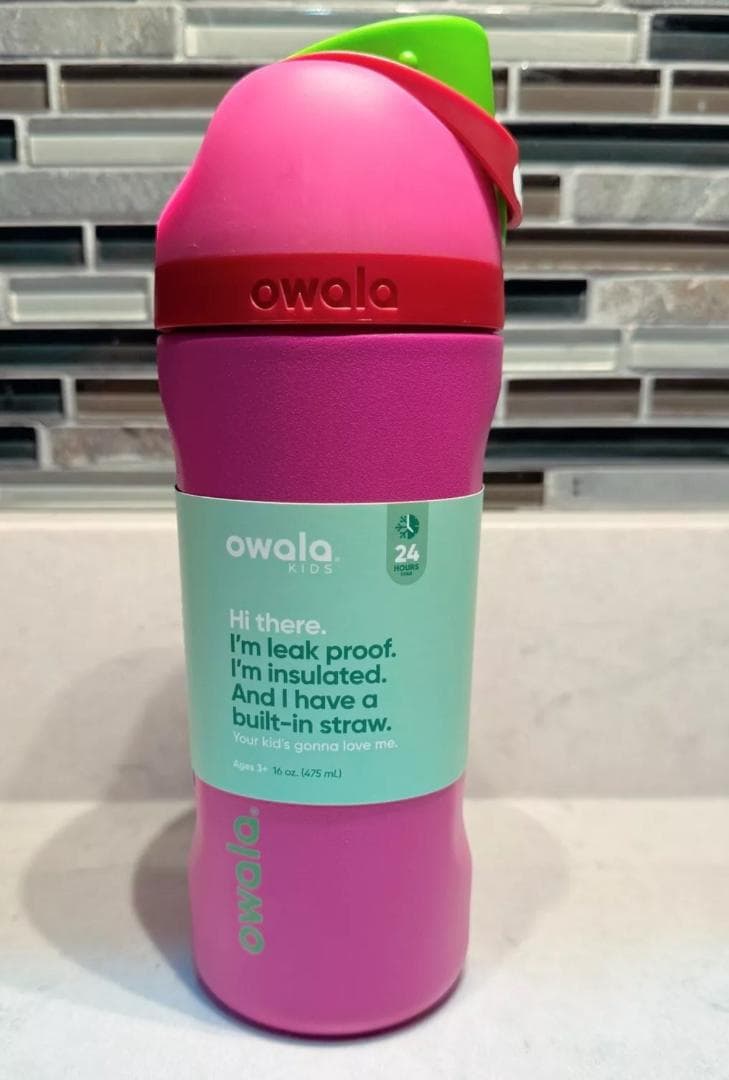 owala
owala®
KIDS
24
HOURS
COLD
Hi there.
I'm leak proof.
I'm insulated.
And I have a
built-in straw.
Your kid's gonna love me.
Ages 3+ 16 oz. (475 mL)
owala®